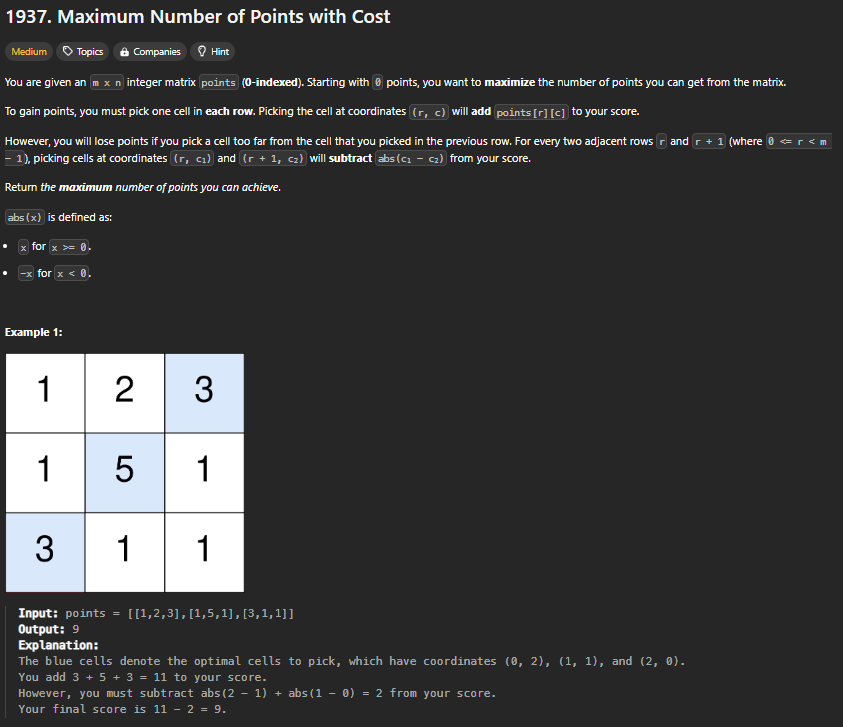 1937. Maximum Number of Points with Cost
Medium Topics Companies Hint
You are given an m x n integer matrix points (0-indexed). Starting with 0 points, you want to maximize the number of points you can get from the matrix.
To gain points, you must pick one cell in each row. Picking the cell at coordinates (r, c) will add points[r][c] to your score.
However, you will lose points if you pick a cell too far from the cell that you picked in the previous row. For every two adjacent rows r and r + 1 (where 0 <= r < m
- 1), picking cells at coordinates (r, c₁) and (r + 1, c₂) will subtract abs(c₁ - c₂) from your score.
Return the maximum number of points you can achieve.
abs(x) is defined as:
• x for x >= 0.
• -x for x < 0.
Example 1:
1 2 3
1 5 1
3 1 1
Input: points = [[1,2,3],[1,5,1],[3,1,1]]
Output: 9
Explanation:
The blue cells denote the optimal cells to pick, which have coordinates (0, 2), (1, 1), and (2, 0).
You add 3 + 5 + 3 = 11 to your score.
However, you must subtract abs(2 - 1) + abs(1 - 0) = 2 from your score.
Your final score is 11 - 2 = 9.